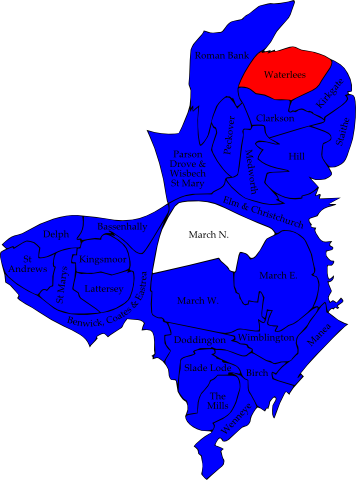 Roman Bank
Waterlees
Kirkgate
Clarkson
Staithe
Peckover
Medworth
Hill
Parson
Drove &
Wisbech
St Mary
Elm & Christchurch
Bassenhally
Delph
March N.
St
Andrews
Kingsmoor
St Marys
Lattersey
March E.
March W.
Benwick, Coates & Eastrea
Doddington
Wimblington
Manea
Slade Lode
Birch
The
Mills
Wenneye